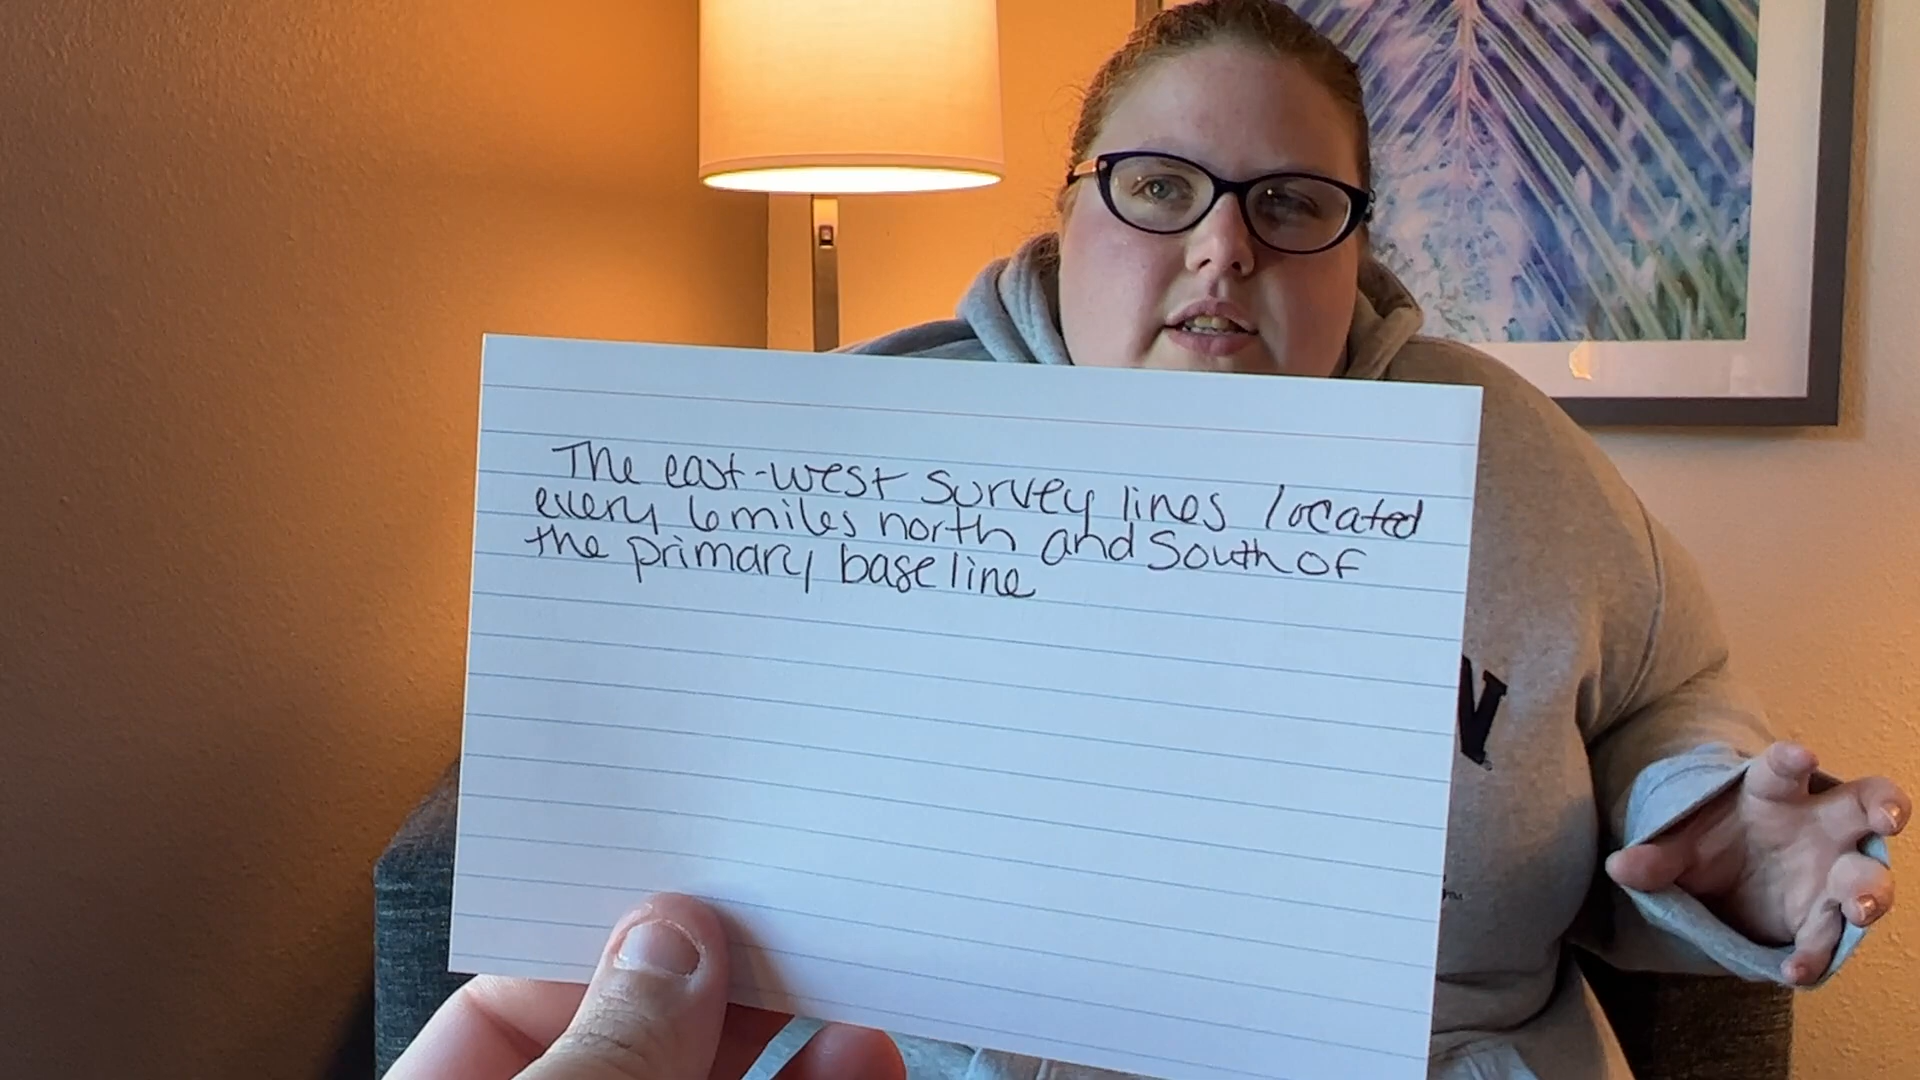 The east-west survey lines located
every 6 miles north and south of
the primary base line
V